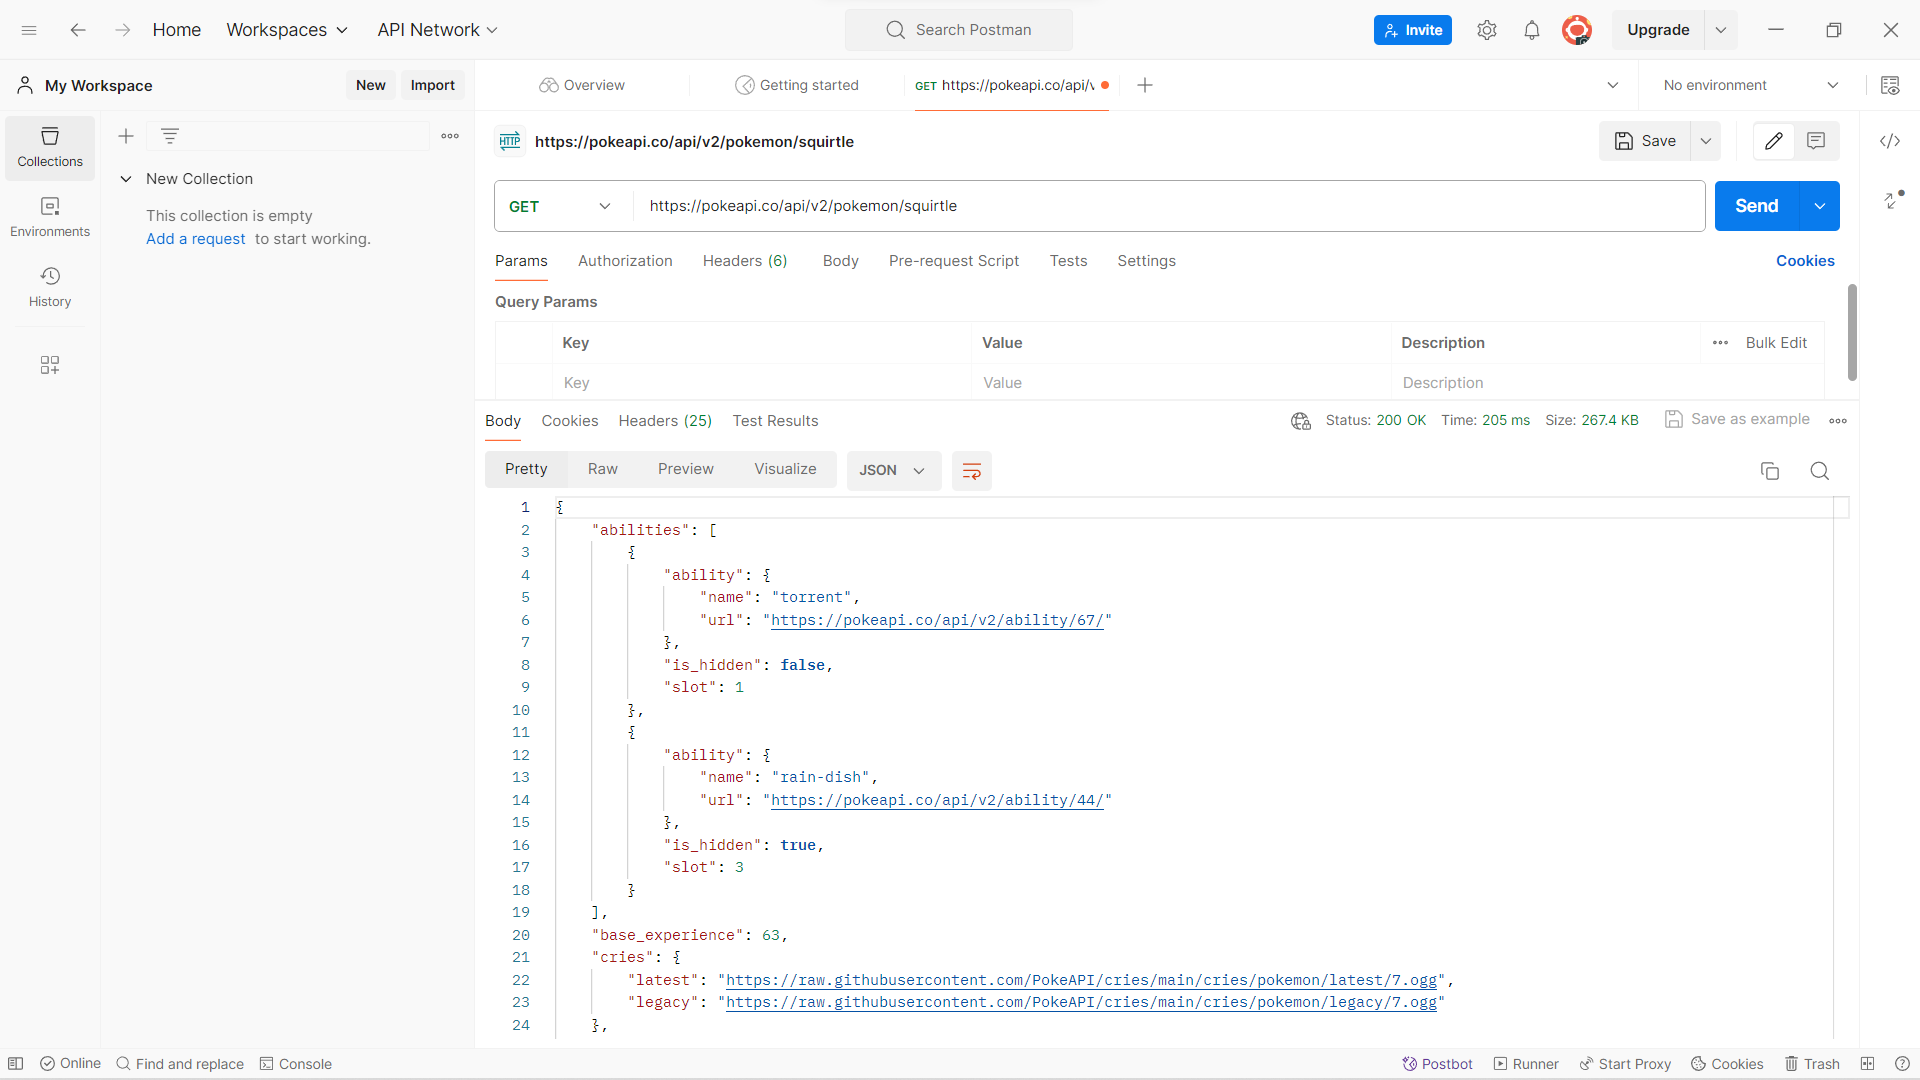 Home Workspaces API Network Search Postman Invite Upgrade
My Workspace New Import Overview Getting started GET https://pokeapi.co/api/v No environment
Collections
Environments
History
New Collection
This collection is empty
Add a request to start working.
HTTP https://pokeapi.co/api/v2/pokemon/squirtle Save
GET https://pokeapi.co/api/v2/pokemon/squirtle Send
Params Authorization Headers (6) Body Pre-request Script Tests Settings Cookies
Query Params
Key Value Description Bulk Edit
Key Value Description
Body Cookies Headers (25) Test Results Status: 200 OK Time: 205 ms Size: 267.4 KB Save as example
Pretty Raw Preview Visualize JSON
1 {
2 "abilities": [
3 {
4 "ability": {
5 "name": "torrent",
6 "url": "https://pokeapi.co/api/v2/ability/67/"
7 },
8 "is_hidden": false,
9 "slot": 1
10 },
11 {
12 "ability": {
13 "name": "rain-dish",
14 "url": "https://pokeapi.co/api/v2/ability/44/"
15 },
16 "is_hidden": true,
17 "slot": 3
18 }
19 ],
20 "base_experience": 63,
21 "cries": {
22 "latest": "https://raw.githubusercontent.com/PokeAPI/cries/main/cries/pokemon/latest/7.ogg",
23 "legacy": "https://raw.githubusercontent.com/PokeAPI/cries/main/cries/pokemon/legacy/7.ogg"
24 },
Online Find and replace Console Postbot Runner Start Proxy Cookies Trash